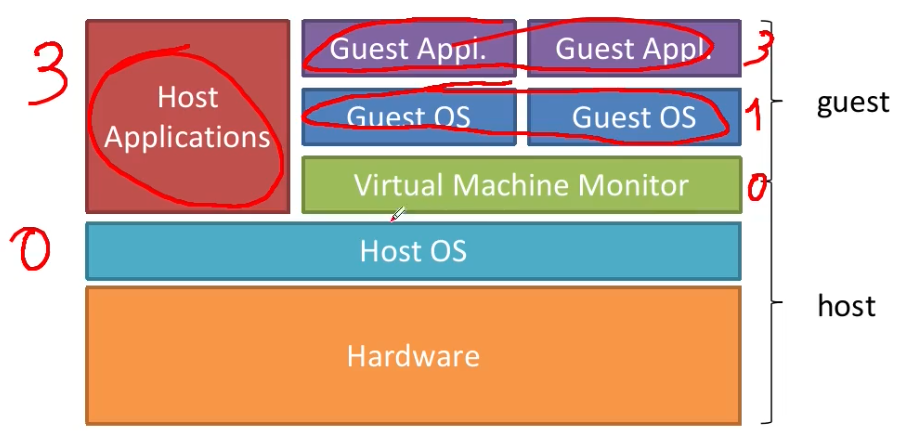 3
Host
Applications
Guest Appl.
Guest Appl.
3
Guest OS
Guest OS
1
guest
Virtual Machine Monitor
0
0
Host OS
host
Hardware